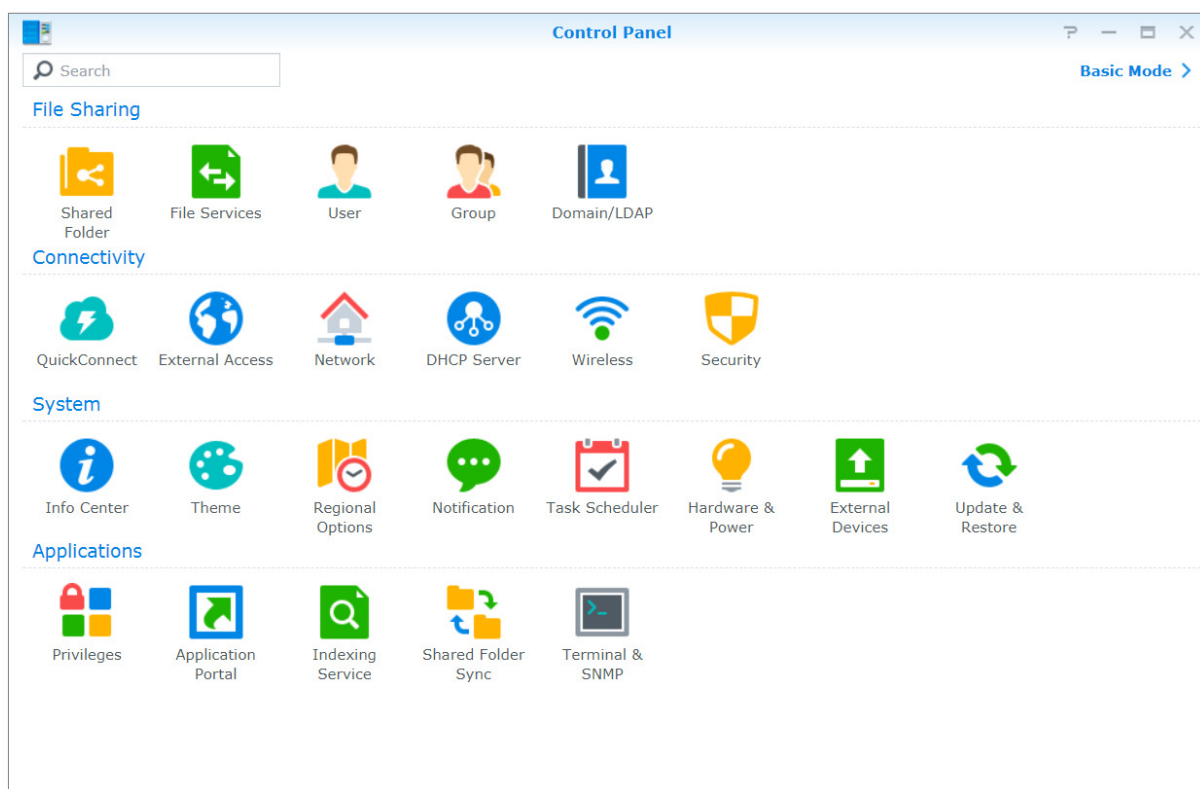 Control Panel
Search
Basic Mode
File Sharing
Shared
Folder
File Services
User
Group
Domain/LDAP
Connectivity
QuickConnect
External Access
Network
DHCP Server
Wireless
Security
System
Info Center
Theme
Regional
Options
Notification
Task Scheduler
Hardware &
Power
External
Devices
Update &
Restore
Applications
Privileges
Application
Portal
Indexing
Service
Shared Folder
Sync
Terminal &
SNMP